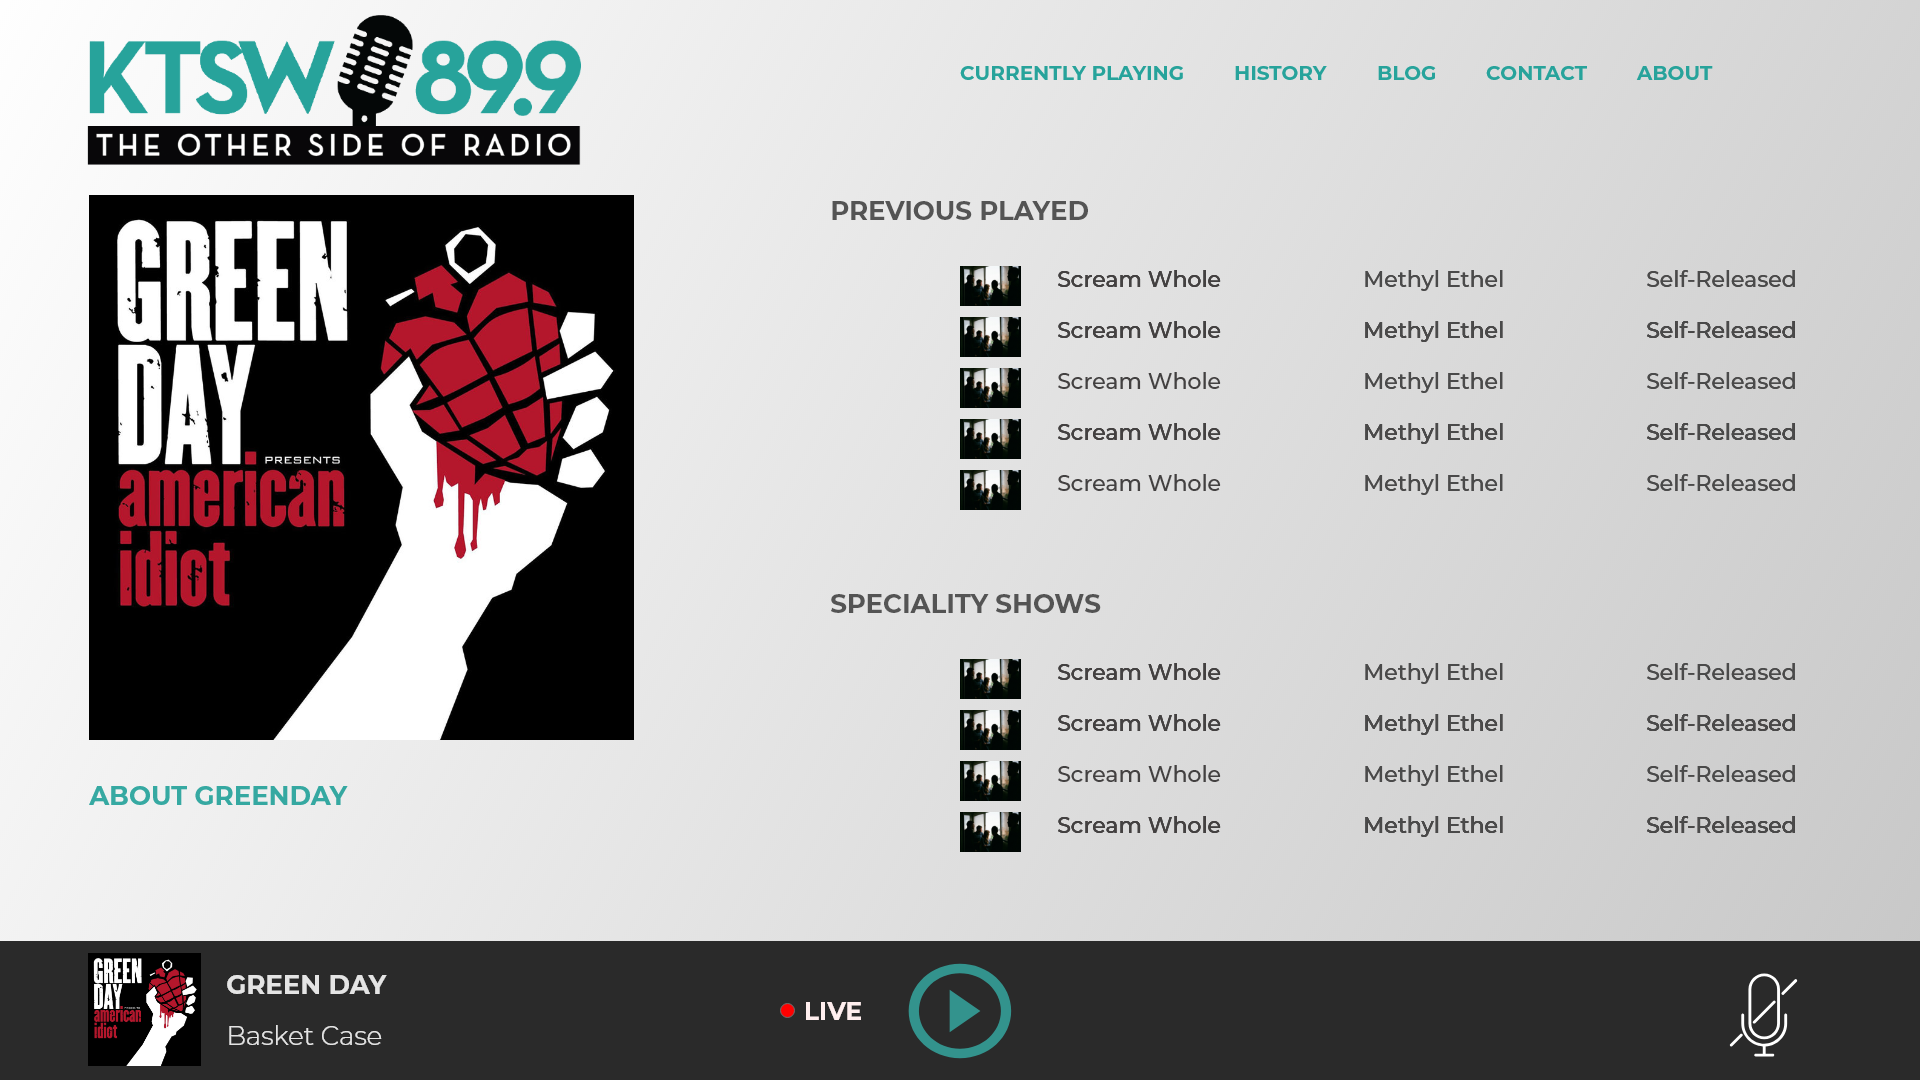 KTSW 89.9
THE OTHER SIDE OF RADIO
CURRENTLY PLAYING HISTORY BLOG CONTACT ABOUT
GREEN
DAY
PRESENTS
american
idiot
ABOUT GREENDAY
PREVIOUS PLAYED
Scream Whole Methyl Ethel Self-Released
Scream Whole Methyl Ethel Self-Released
Scream Whole Methyl Ethel Self-Released
Scream Whole Methyl Ethel Self-Released
Scream Whole Methyl Ethel Self-Released
SPECIALITY SHOWS
Scream Whole Methyl Ethel Self-Released
Scream Whole Methyl Ethel Self-Released
Scream Whole Methyl Ethel Self-Released
Scream Whole Methyl Ethel Self-Released
GREEN
DAY
PRESENTS
american
idiot
GREEN DAY
Basket Case
LIVE